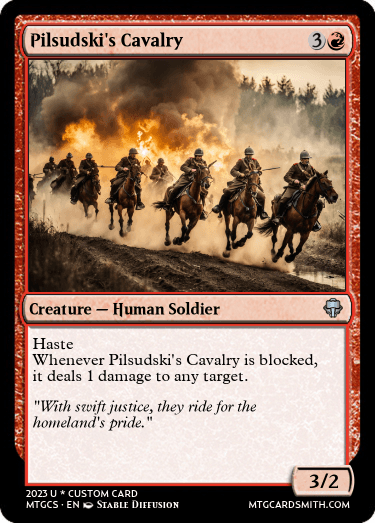 Pilsudski's Cavalry 3
Creature — Human Soldier
Haste
Whenever Pilsudski's Cavalry is blocked,
it deals 1 damage to any target.
"With swift justice, they ride for the
homeland's pride."
3/2
2023 U * CUSTOM CARD
MTGCS · EN Stable Diffusion
MTGCARDSMITH.COM